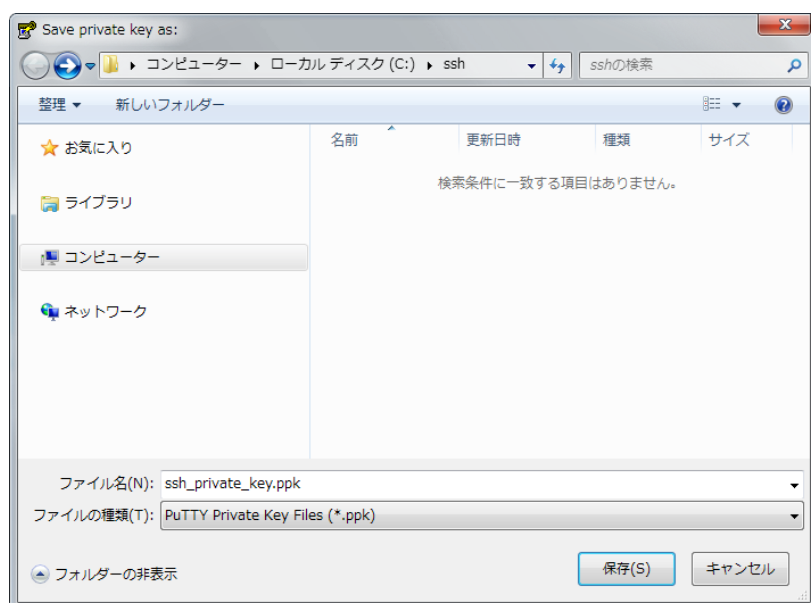 Save private key as:
コンピューター ▸ ローカル ディスク (C:) ▸ ssh
sshの検索
整理 新しいフォルダー
名前 更新日時 種類 サイズ
検索条件に一致する項目はありません。
お気に入り
ライブラリ
コンピューター
ネットワーク
ファイル名(N): ssh_private_key.ppk
ファイルの種類(T): PuTTY Private Key Files (*.ppk)
フォルダーの非表示
保存(S) キャンセル